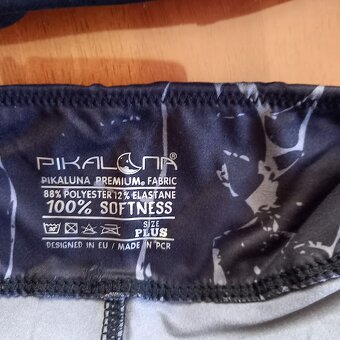 PIKALUNA®
PIKALUNA PREMIUM® FABRIC
88% POLYESTER 12% ELASTANE
100% SOFTNESS
SIZE
PLUS
DESIGNED IN EU / MADE IN PCR